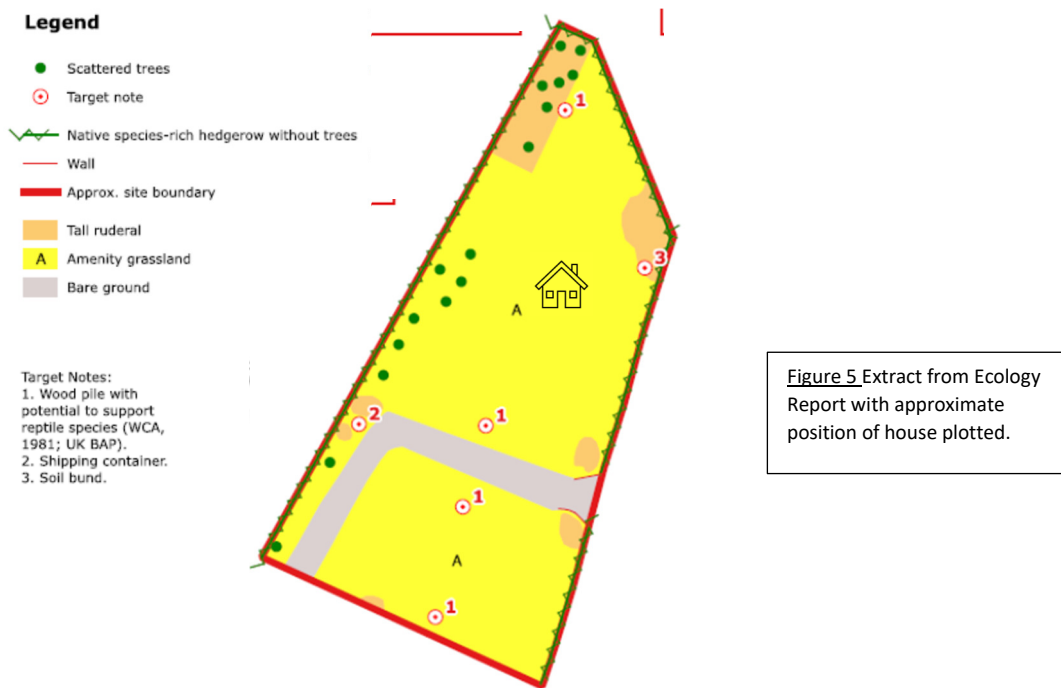 Legend
Scattered trees
Target note
Native species-rich hedgerow without trees
Wall
Approx. site boundary
Tall ruderal
A Amenity grassland
Bare ground
Target Notes:
1. Wood pile with
potential to support
reptile species (WCA,
1981; UK BAP).
2. Shipping container.
3. Soil bund.
1
3
A
2
1
1
A
1
Figure 5 Extract from Ecology
Report with approximate
position of house plotted.